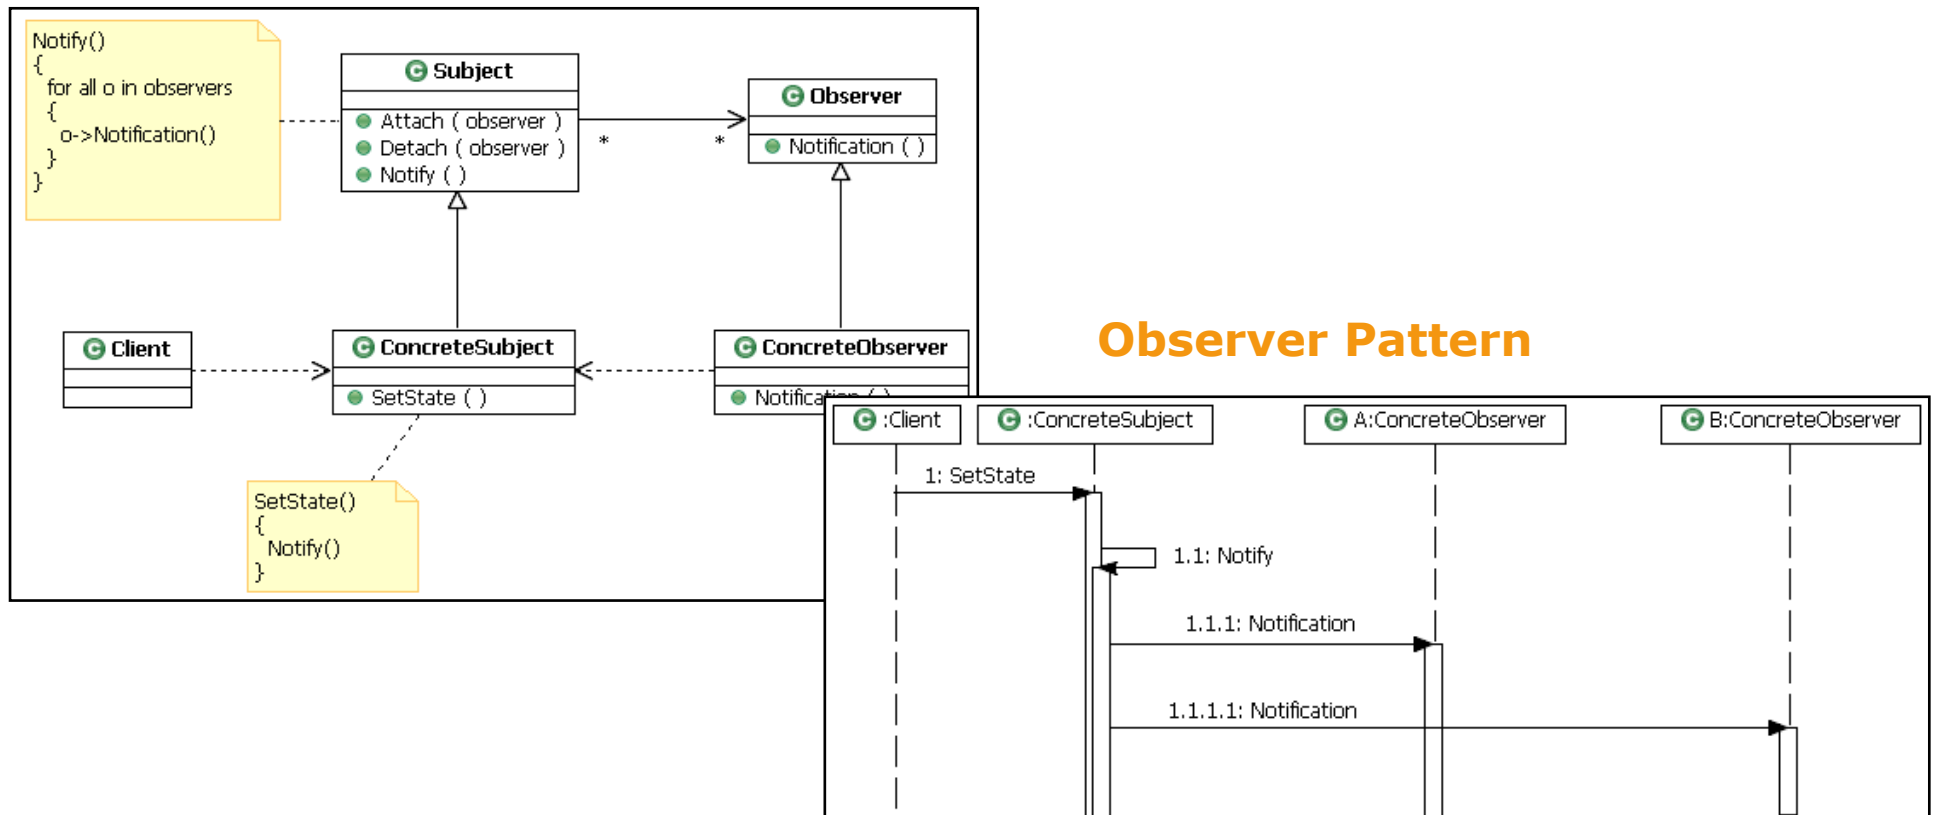 Notify()
{
for all o in observers
{
o->Notification()
}
}
Subject
Attach ( observer )
Detach ( observer )
Notify ( )
*
*
Observer
Notification ( )
Client
ConcreteSubject
SetState ( )
ConcreteObserver
SetState()
{
Notify()
}
Observer Pattern
:Client
:ConcreteSubject
A:ConcreteObserver
B:ConcreteObserver
1: SetState
1.1: Notify
1.1.1: Notification
1.1.1.1: Notification